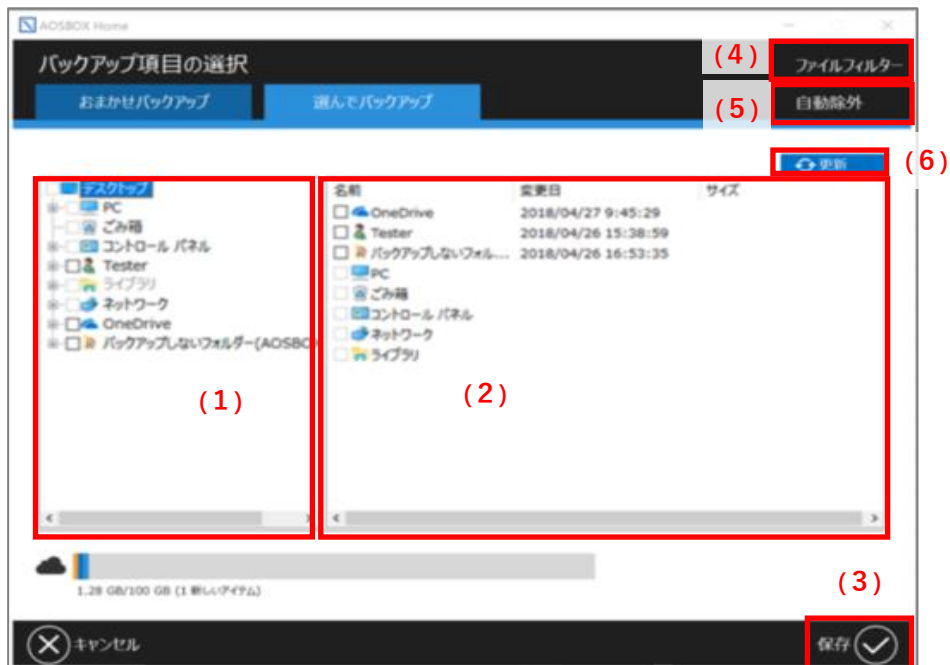 AOSBOX Home
バックアップ項目の選択
(4)
ファイルフィルター
おまかせバックアップ
選んでバックアップ
(5)
自動除外
更新
(6)
デスクトップ
PC
ごみ箱
コントロール パネル
Tester
ライブラリ
ネットワーク
OneDrive
バックアップしないフォルダー(AOSBO
(1)
名前 変更日 サイズ
OneDrive 2018/04/27 9:45:29
Tester 2018/04/26 15:38:59
バックアップしないフォル... 2018/04/26 16:53:35
PC
ごみ箱
コントロール パネル
ネットワーク
ライブラリ
(2)
1.28 GB/100 GB (1 新しいアイテム)
(3)
キャンセル
保存